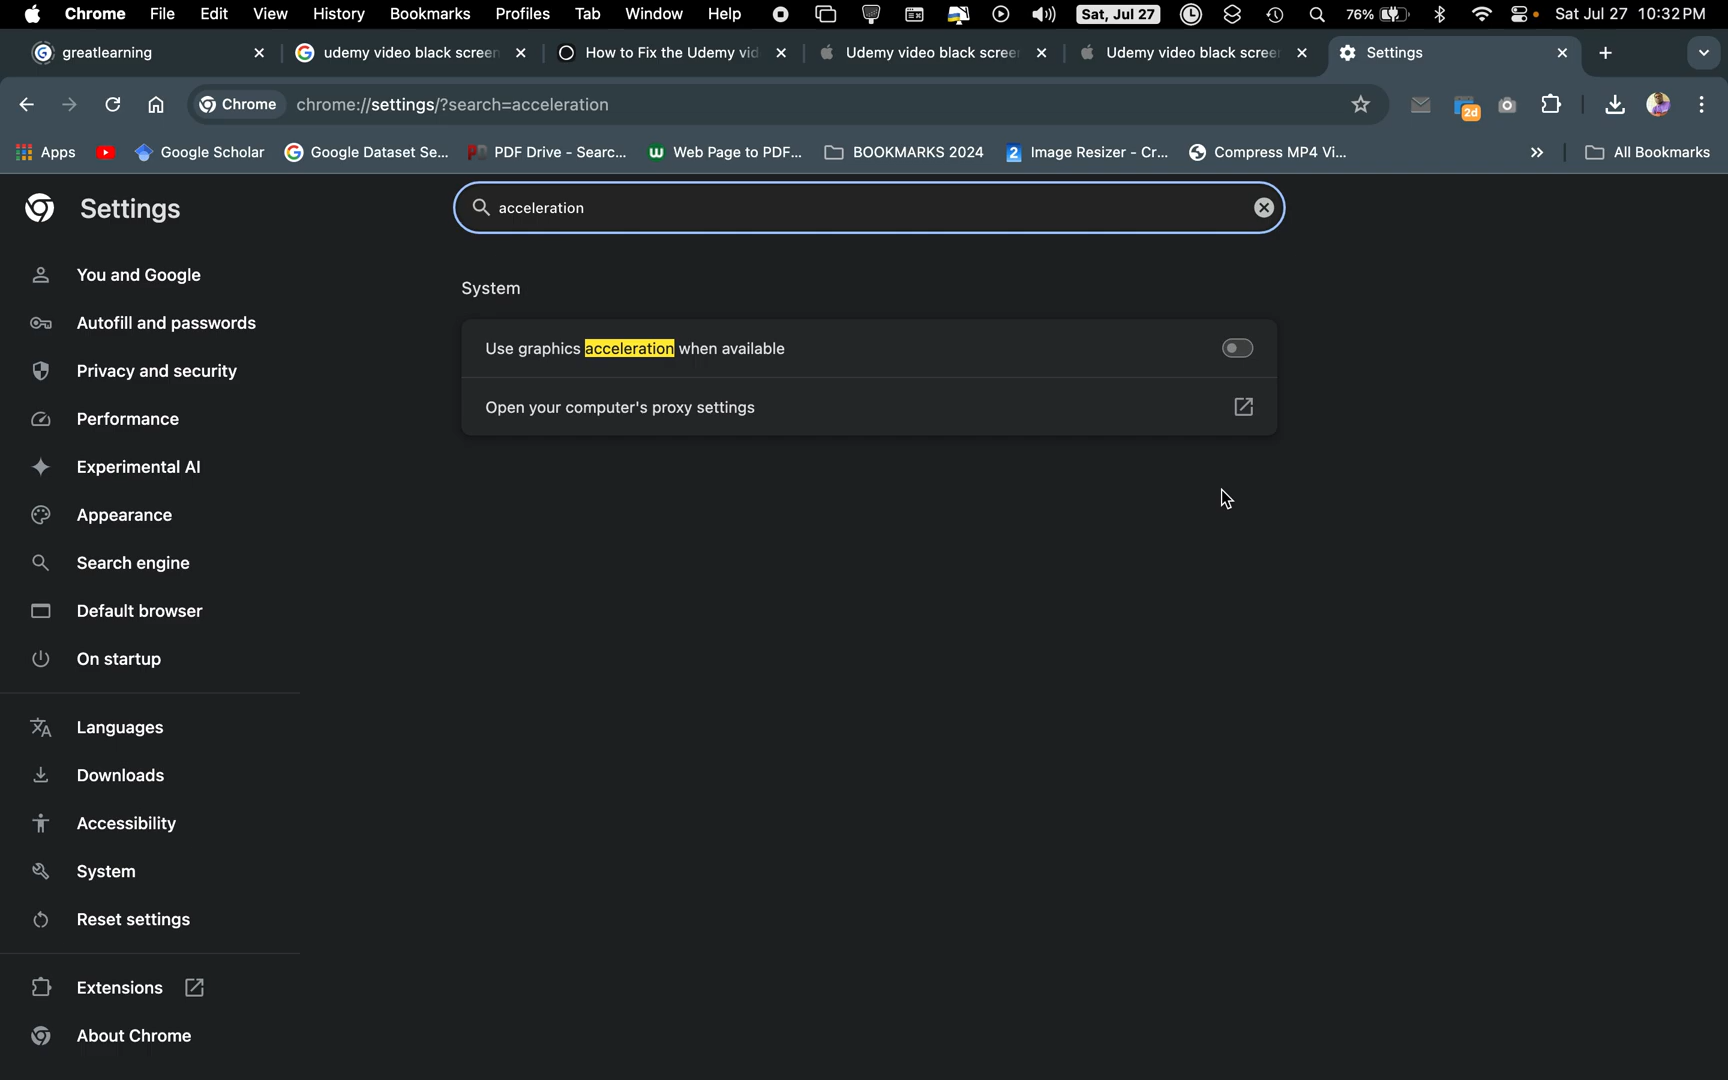 Chrome File Edit View History Bookmarks Profiles Tab Window Help Sat, Jul 27 76% Sat Jul 27 10:32 PM
greatlearning udemy video black screen How to Fix the Udemy vid Udemy video black scree Udemy video black scree Settings
Chrome chrome://settings/?search=acceleration 2d
Apps Google Scholar Google Dataset Se... PDF Drive - Searc... Web Page to PDF... BOOKMARKS 2024 Image Resizer - Cr... Compress MP4 Vi... » All Bookmarks
Settings
acceleration
You and Google
Autofill and passwords
Privacy and security
Performance
Experimental AI
Appearance
Search engine
Default browser
On startup
Languages
Downloads
Accessibility
System
Reset settings
Extensions
About Chrome
System
Use graphics acceleration when available
Open your computer's proxy settings